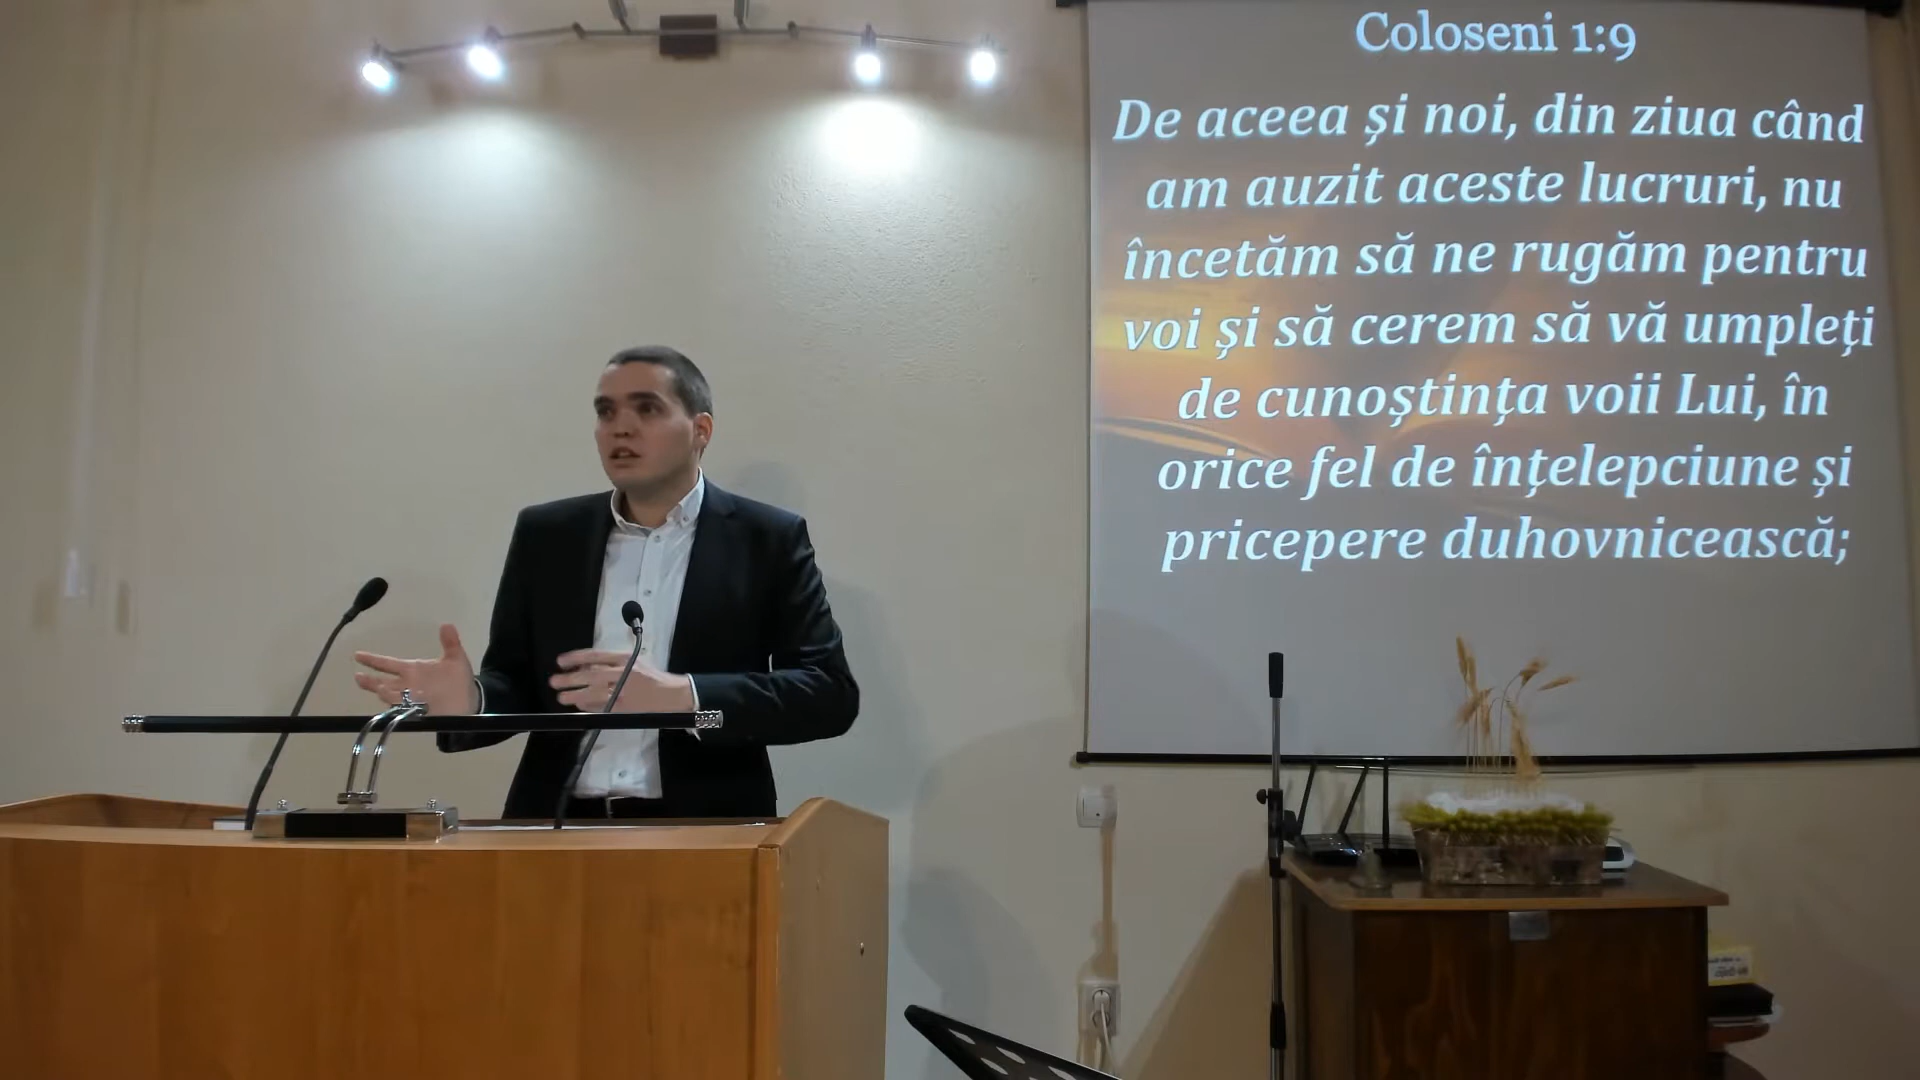 Coloseni 1:9
De aceea și noi, din ziua când
am auzit aceste lucruri, nu
încetăm să ne rugăm pentru
voi și să cerem să vă umpleți
de cunoștința voii Lui, în
orice fel de înțelepciune și
pricepere duhovnicească;